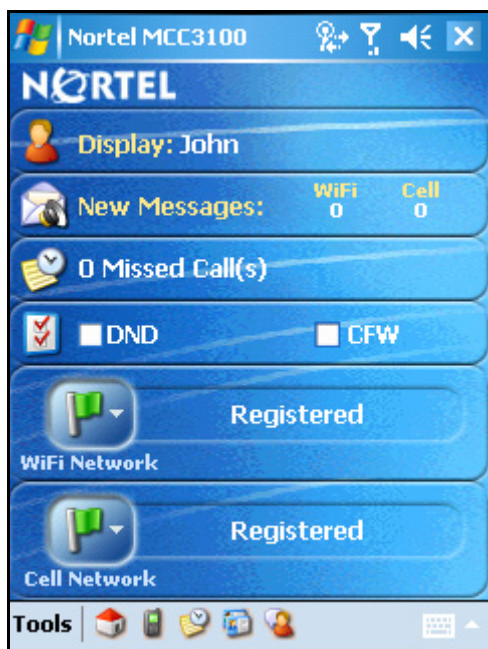 Nortel MCC3100
NORTEL
Display: John
New Messages: WiFi Cell
0 0
0 Missed Call(s)
DND CFW
Registered
WiFi Network
Registered
Cell Network
Tools